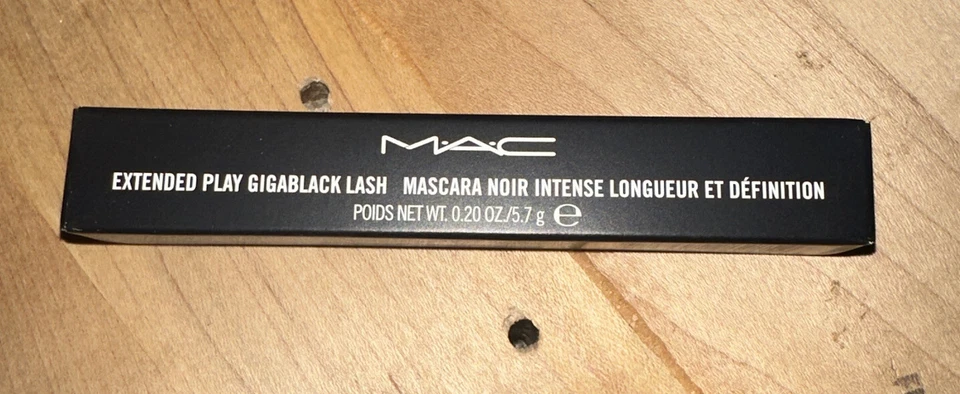 M·A·C
EXTENDED PLAY GIGABLACK LASH MASCARA NOIR INTENSE LONGUEUR ET DÉFINITION
POIDS NET WT. 0.20 OZ./5.7 g ℮